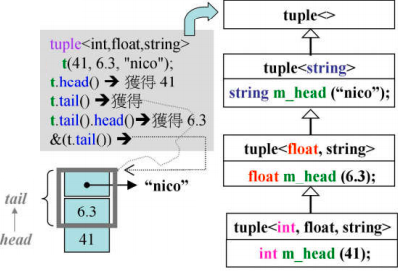 tuple<int,float,string>
t(41, 6.3, "nico");
t.head() ➔ 獲得 41
t.tail() ➔ 獲得
t.tail().head() ➔ 獲得 6.3
&(t.tail()) ➔
“nico”
6.3
41
tail
head
tuple<>
tuple<string>
string m_head (“nico”);
tuple<float, string>
float m_head (6.3);
tuple<int, float, string>
int m_head (41);